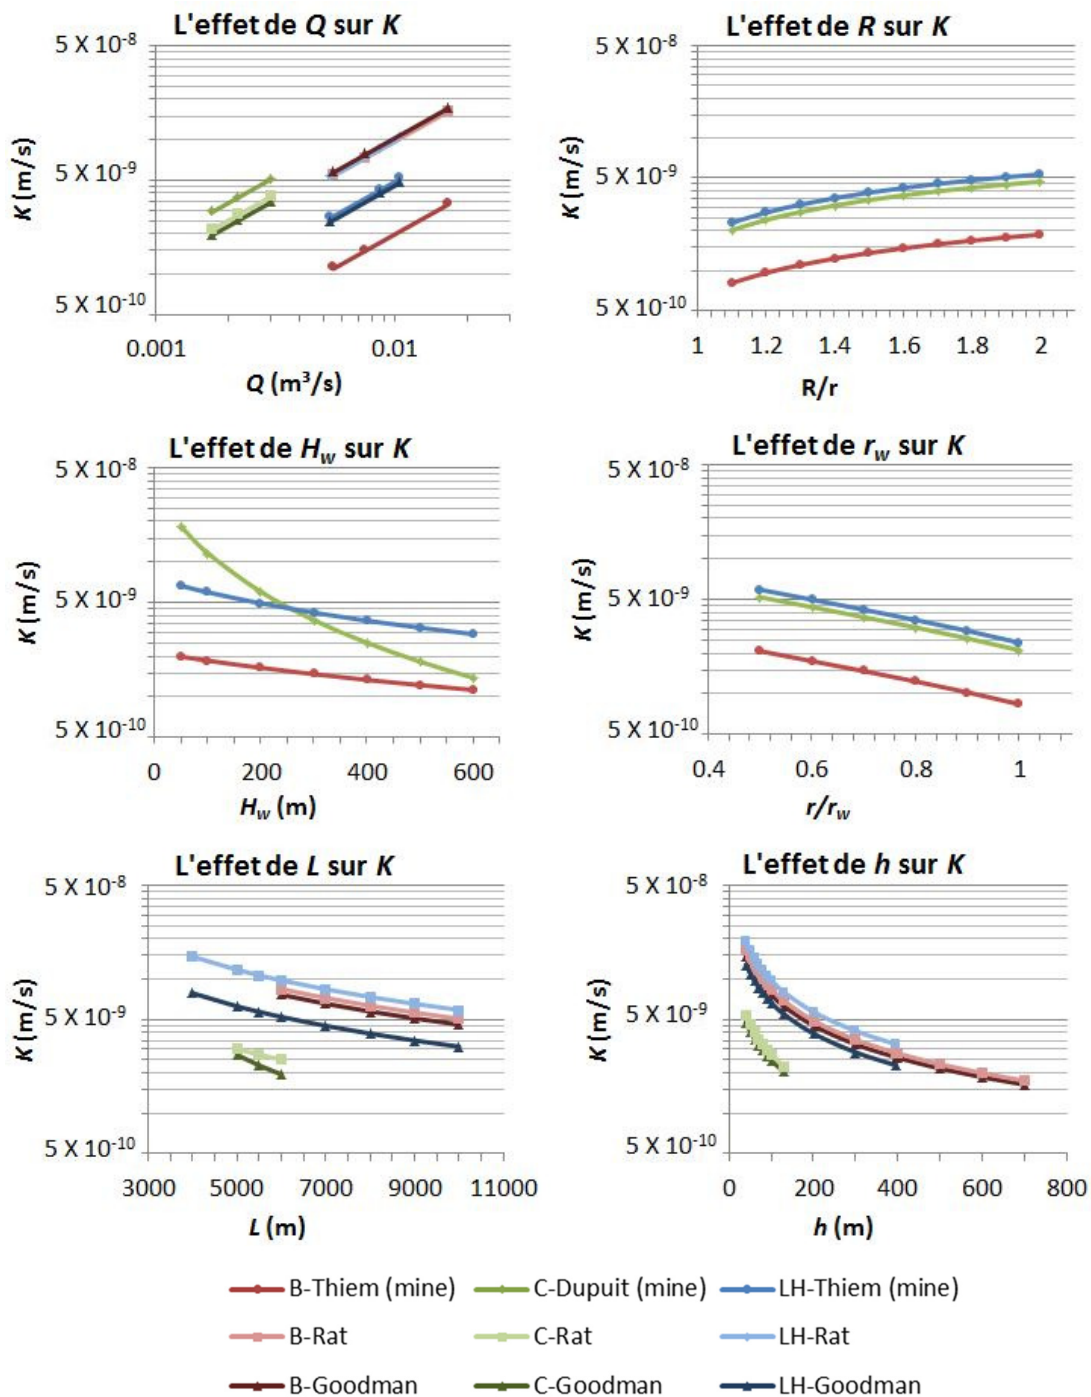 L'effet de Q sur K
5 X 10⁻⁸
5 X 10⁻⁹
5 X 10⁻¹⁰
K (m/s)
0.001
0.01
Q (m³/s)
L'effet de R sur K
5 X 10⁻⁸
5 X 10⁻⁹
5 X 10⁻¹⁰
K (m/s)
1 1.2 1.4 1.6 1.8 2
R/r
L'effet de H_w sur K
5 X 10⁻⁸
5 X 10⁻⁹
5 X 10⁻¹⁰
K (m/s)
0 200 400 600
H_w (m)
L'effet de r_w sur K
5 X 10⁻⁸
5 X 10⁻⁹
5 X 10⁻¹⁰
K (m/s)
0.4 0.6 0.8 1
r/r_w
L'effet de L sur K
5 X 10⁻⁸
5 X 10⁻⁹
5 X 10⁻¹⁰
K (m/s)
3000 5000 7000 9000 11000
L (m)
L'effet de h sur K
5 X 10⁻⁸
5 X 10⁻⁹
5 X 10⁻¹⁰
K (m/s)
0 200 400 600 800
h (m)
B-Thiem (mine) C-Dupuit (mine) LH-Thiem (mine)
B-Rat C-Rat LH-Rat
B-Goodman C-Goodman LH-Goodman